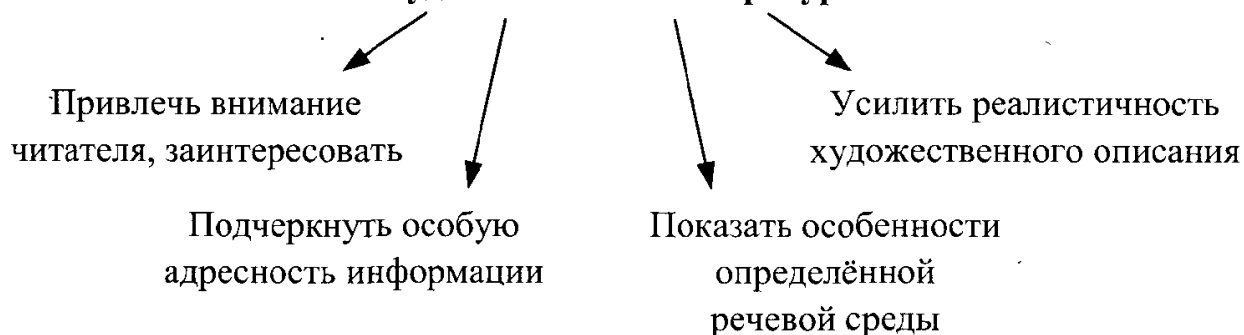 Привлечь внимание
читателя, заинтересовать
Усилить реалистичность
художественного описания
Подчеркнуть особую
адресность информации
Показать особенности
определённой
речевой среды